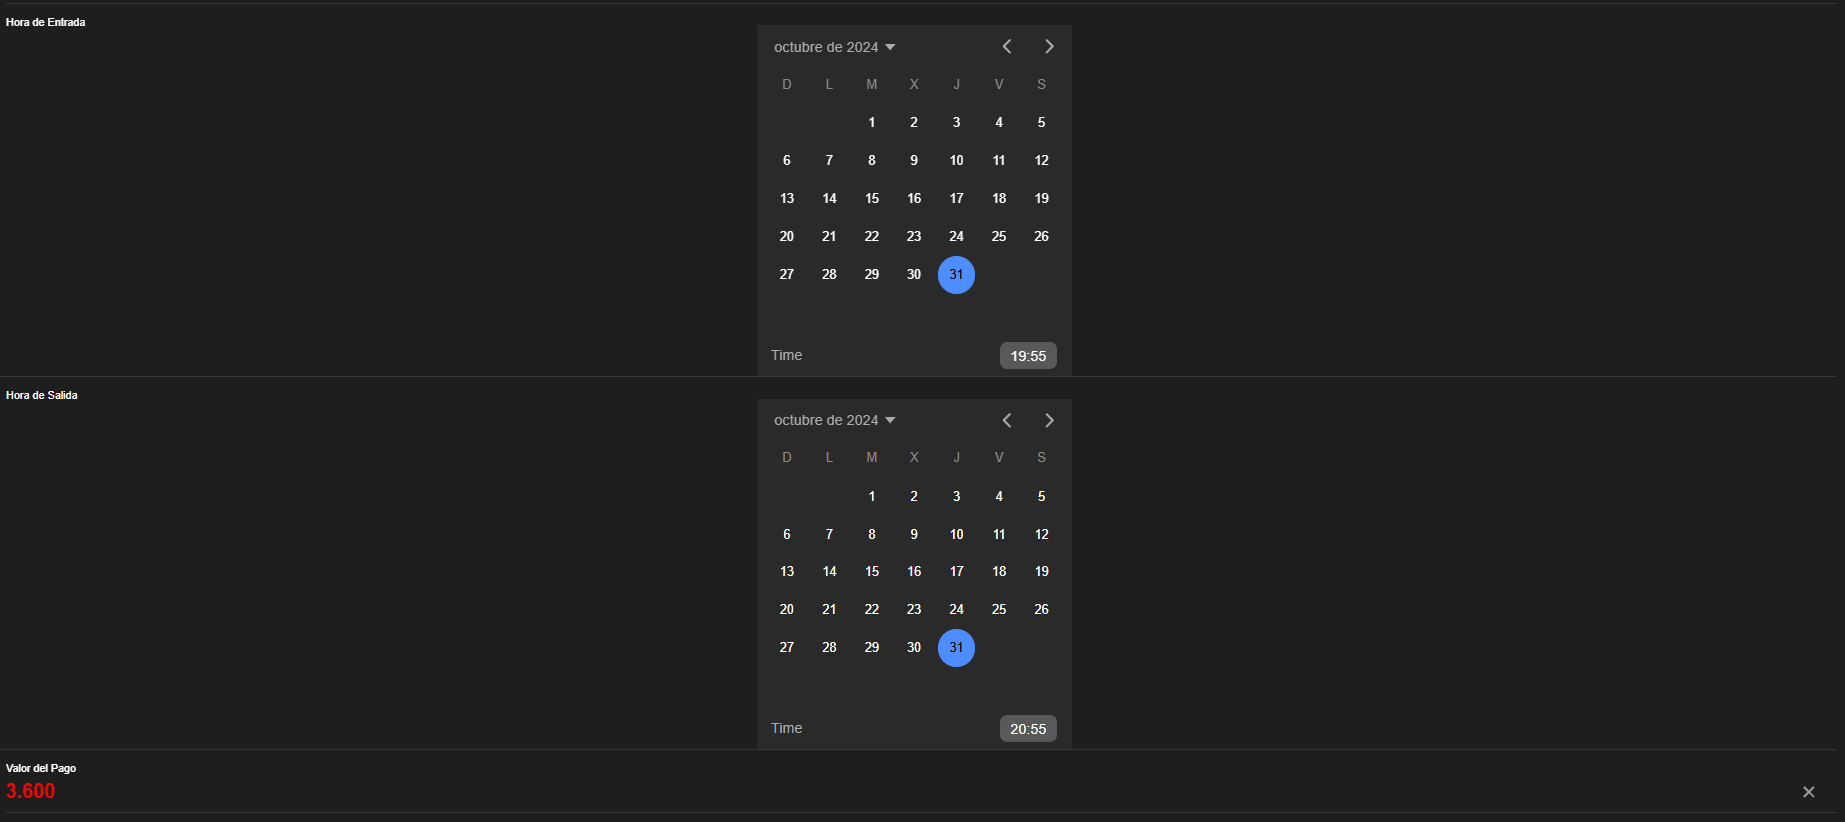 Hora de Entrada
octubre de 2024
D L M X J V S
1 2 3 4 5
6 7 8 9 10 11 12
13 14 15 16 17 18 19
20 21 22 23 24 25 26
27 28 29 30 31
Time 19:55
Hora de Salida
octubre de 2024
D L M X J V S
1 2 3 4 5
6 7 8 9 10 11 12
13 14 15 16 17 18 19
20 21 22 23 24 25 26
27 28 29 30 31
Time 20:55
Valor del Pago
3.600